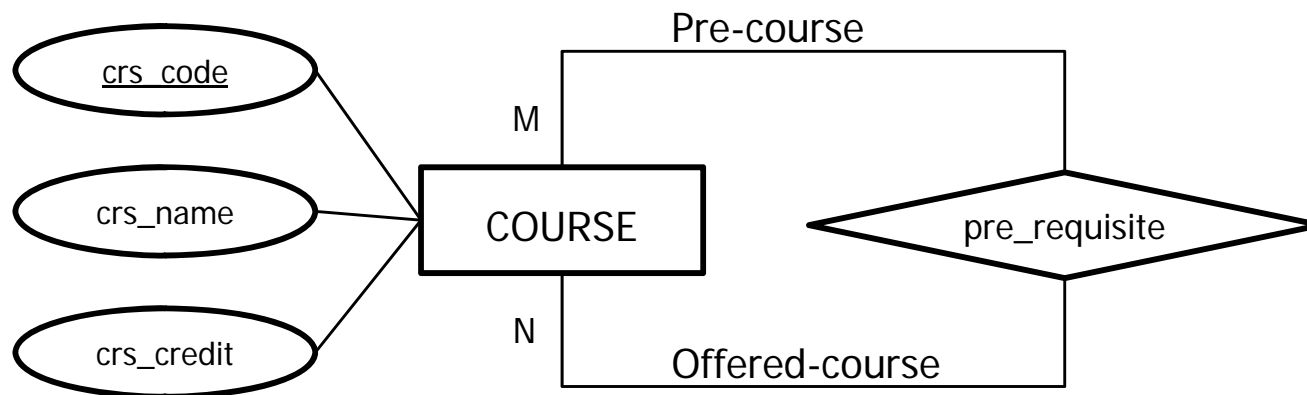 Pre-course
crs_code
M
crs_name
COURSE
pre_requisite
N
crs_credit
Offered-course